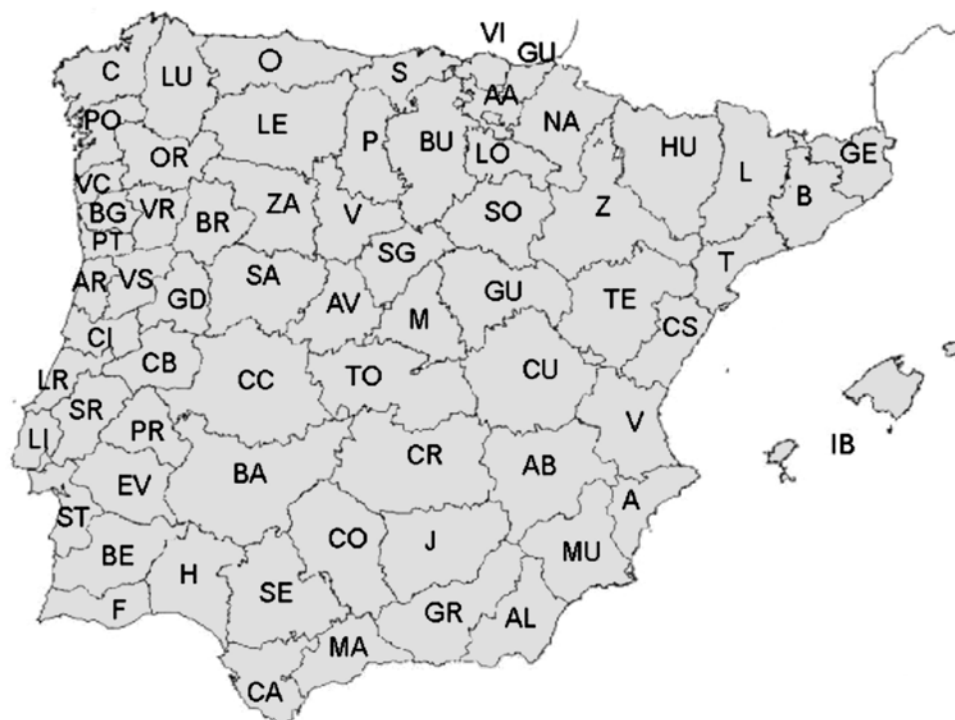 VI
GU
C
LU
O
S
AA
PO
LE
P
BU
NA
OR
LO
HU
GE
VC
L
B
BG
VR
BR
ZA
V
SO
Z
PT
SG
T
AR
VS
GD
SA
AV
M
GU
TE
CS
CI
CB
CC
TO
CU
LR
SR
PR
LI
V
IB
BA
CR
AB
EV
A
ST
BE
CO
J
MU
H
SE
F
GR
AL
MA
CA